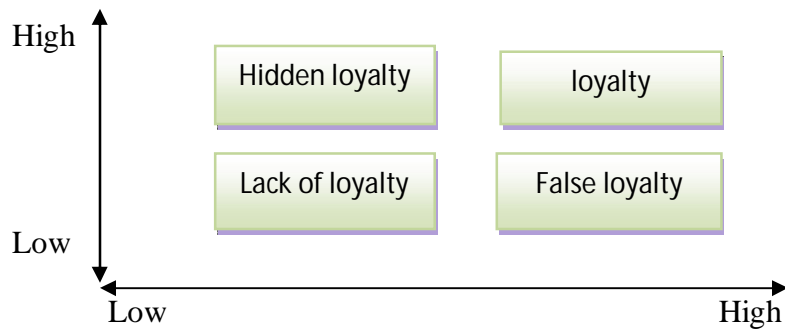 High
Hidden loyalty
loyalty
Lack of loyalty
False loyalty
Low
Low
High